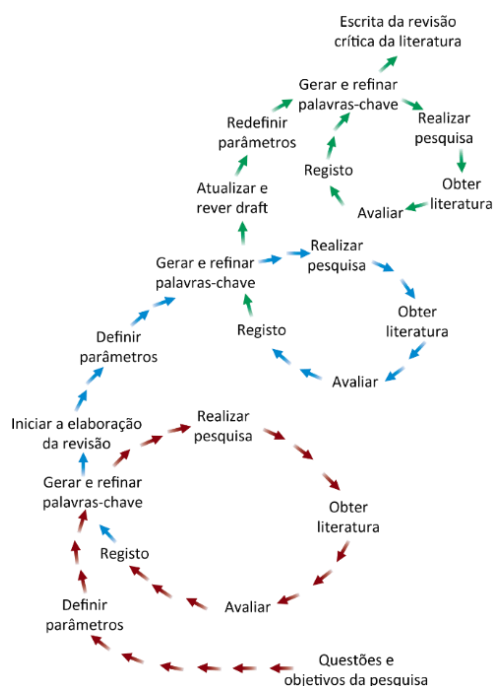 Escrita da revisão
crítica da literatura
Gerar e refinar
palavras-chave
Realizar
pesquisa
Redefinir
parâmetros
Registo
Obter
literatura
Atualizar e
rever draft
Avaliar
Realizar
pesquisa
Gerar e refinar
palavras-chave
Obter
literatura
Registo
Definir
parâmetros
Avaliar
Realizar
pesquisa
Iniciar a elaboração
da revisão
Gerar e refinar
palavras-chave
Obter
literatura
Registo
Definir
parâmetros
Avaliar
Questões e
objetivos da pesquisa